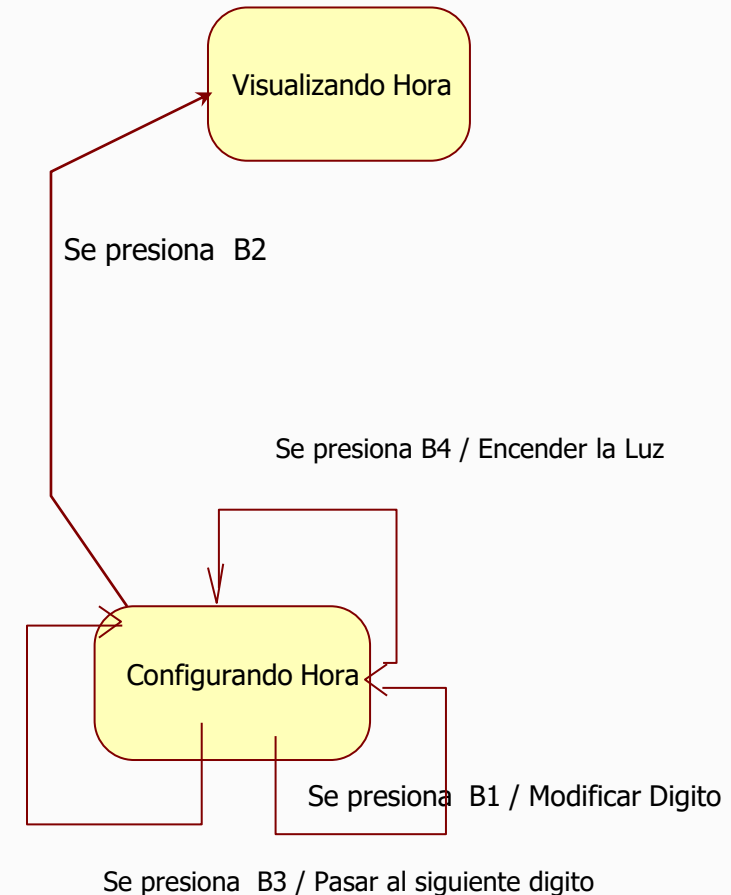 Visualizando Hora
Se presiona B2
Se presiona B4 / Encender la Luz
Configurando Hora
Se presiona B1 / Modificar Digito
Se presiona B3 / Pasar al siguiente digito